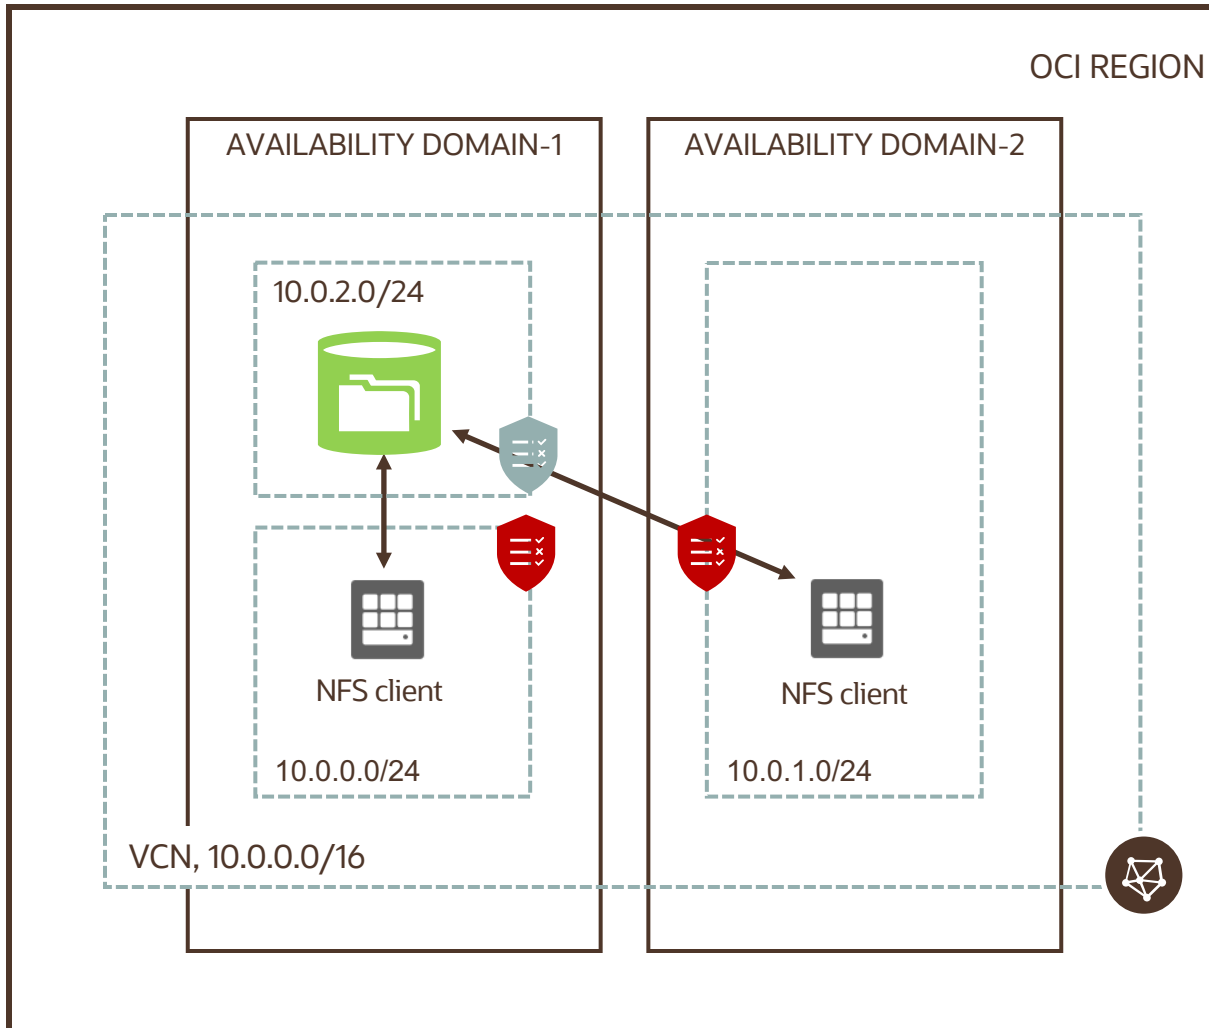 OCI REGION
AVAILABILITY DOMAIN-1
AVAILABILITY DOMAIN-2
10.0.2.0/24
NFS client
NFS client
10.0.0.0/24
10.0.1.0/24
VCN, 10.0.0.0/16